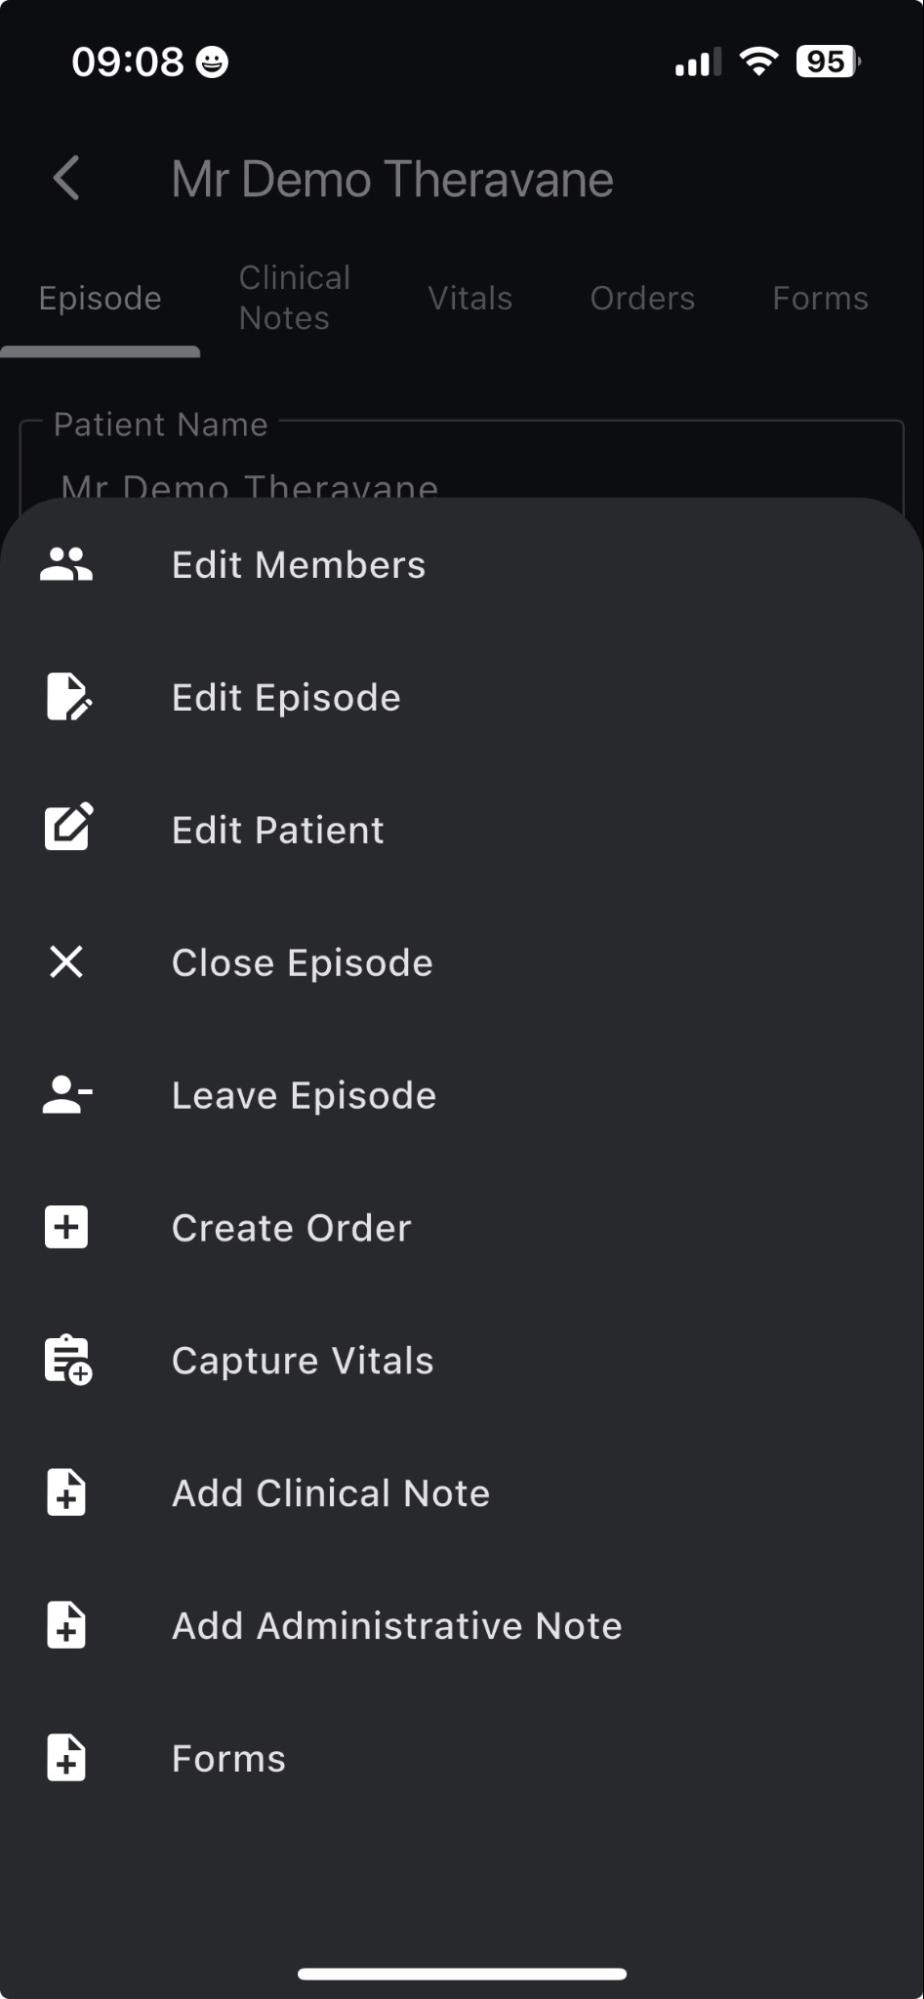 09:08
95
Mr Demo Theravane
Episode
Clinical
Notes
Vitals
Orders
Forms
Patient Name
Mr Demo Theravane
Edit Members
Edit Episode
Edit Patient
Close Episode
Leave Episode
Create Order
Capture Vitals
Add Clinical Note
Add Administrative Note
Forms